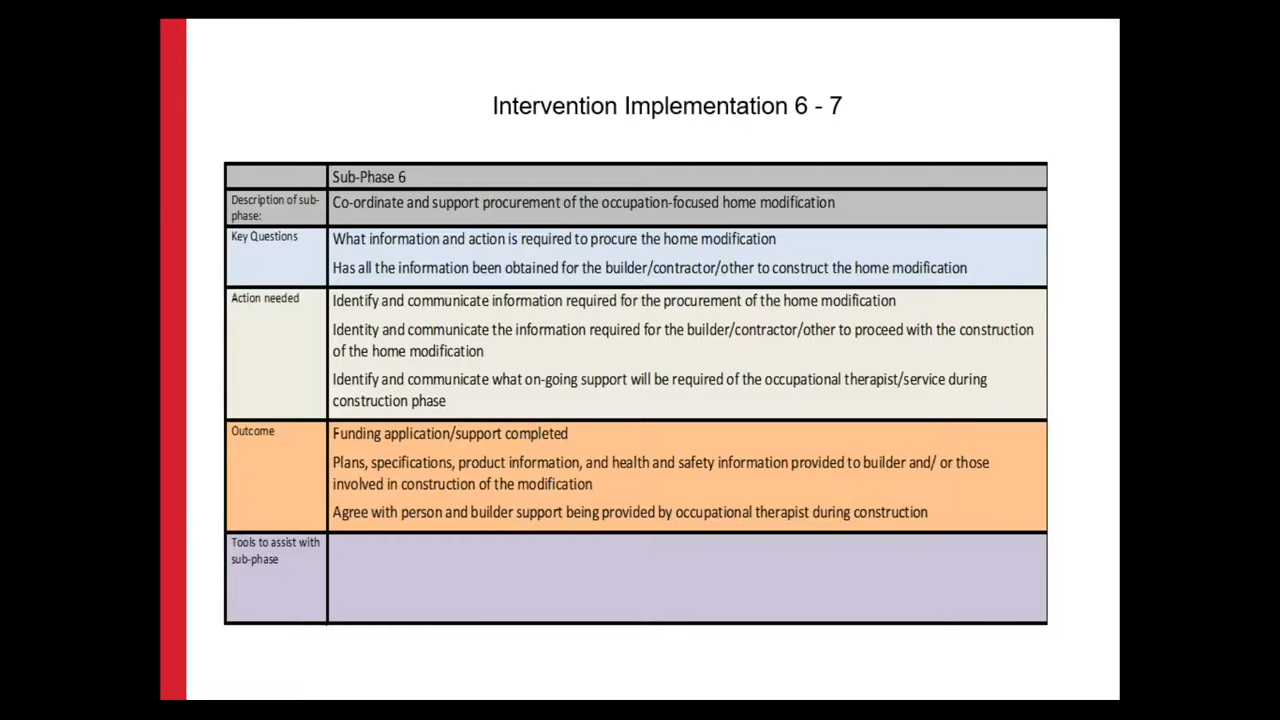 Intervention Implementation 6 - 7
Sub-Phase 6
Description of sub-
phase:
Co-ordinate and support procurement of the occupation-focused home modification
Key Questions
What information and action is required to procure the home modification
Has all the information been obtained for the builder/contractor/other to construct the home modification
Action needed
Identify and communicate information required for the procurement of the home modification
Identity and communicate the information required for the builder/contractor/other to proceed with the construction
of the home modification
Identify and communicate what on-going support will be required of the occupational therapist/service during
construction phase
Outcome
Funding application/support completed
Plans, specifications, product information, and health and safety information provided to builder and/ or those
involved in construction of the modification
Agree with person and builder support being provided by occupational therapist during construction
Tools to assist with
sub-phase